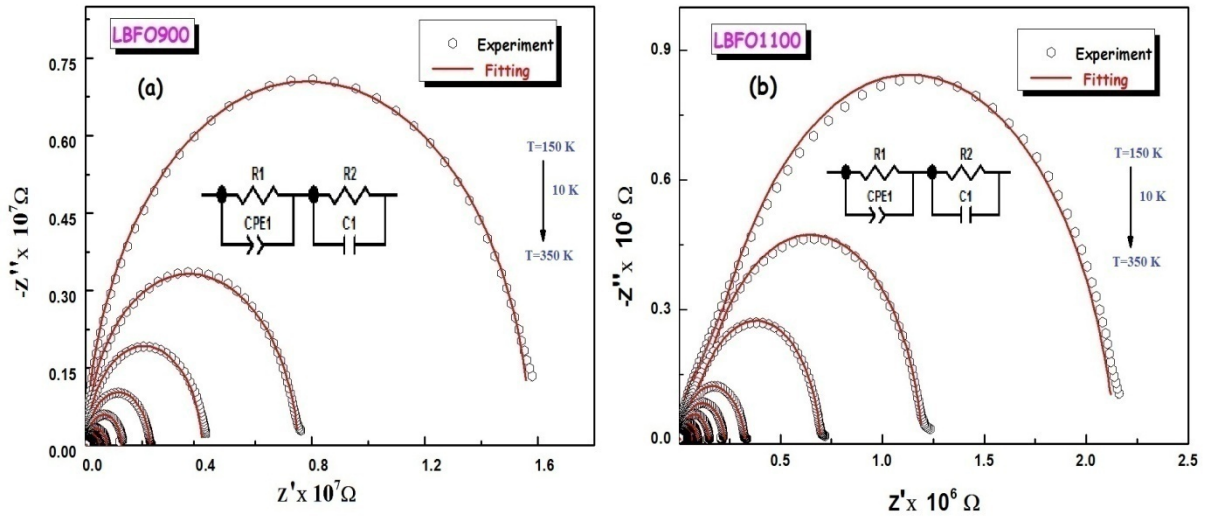 LBFO900
Experiment
Fitting
(a)
T=150 K
10 K
T=350 K
R1
R2
CPE1
C1
0.75
0.60
0.45
0.30
0.15
0.00
-Z'' x 10⁷Ω
0.0
0.4
0.8
1.2
1.6
Z' x 10⁷Ω
LBFO1100
Experiment
Fitting
(b)
T=150 K
10 K
T=350 K
R1
R2
CPE1
C1
0.9
0.6
0.3
0.0
-Z'' x 10⁶ Ω
0.5
1.0
1.5
2.0
2.5
Z' x 10⁶ Ω